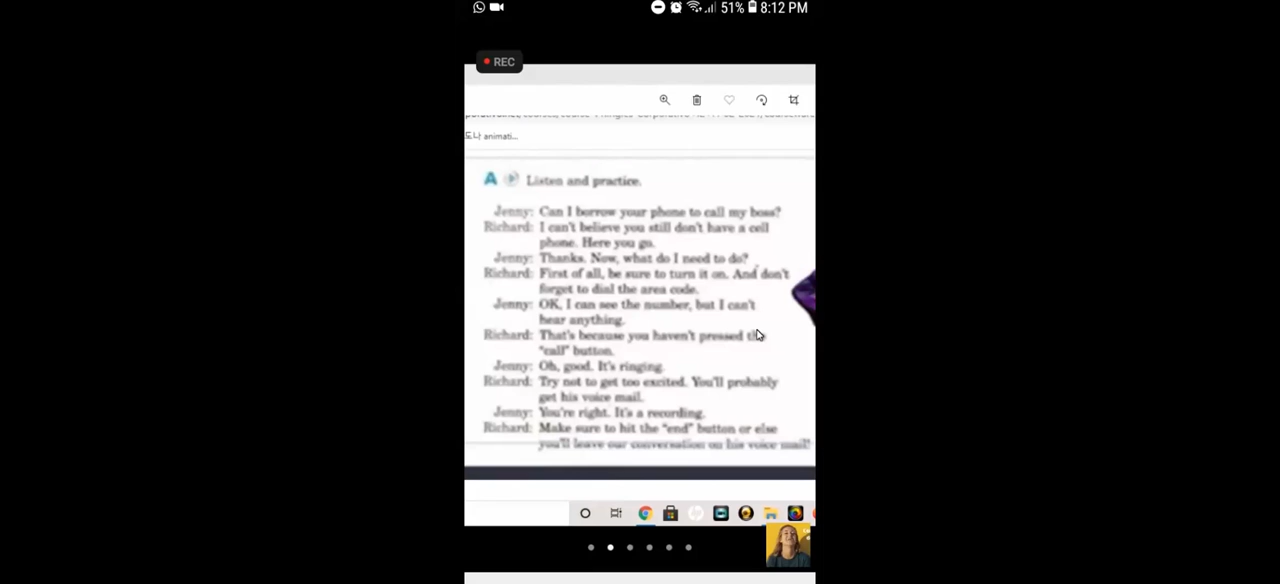 51% 8:12 PM
REC
animati...
A Listen and practice.
Jenny: Can I borrow your phone to call my boss?
Richard: I can't believe you still don't have a cell
phone. Here you go.
Jenny: Thanks. Now, what do I need to do?
Richard: First of all, be sure to turn it on. And don't
forget to dial the area code.
Jenny: OK, I can see the number, but I can't
hear anything.
Richard: That's because you haven't pressed the
"call" button.
Jenny: Oh, good. It's ringing.
Richard: Try not to get too excited. You'll probably
get his voice mail.
Jenny: You're right. It's a recording.
Richard: Make sure to hit the "end" button or else
you'll leave our conversation on his voice mail!